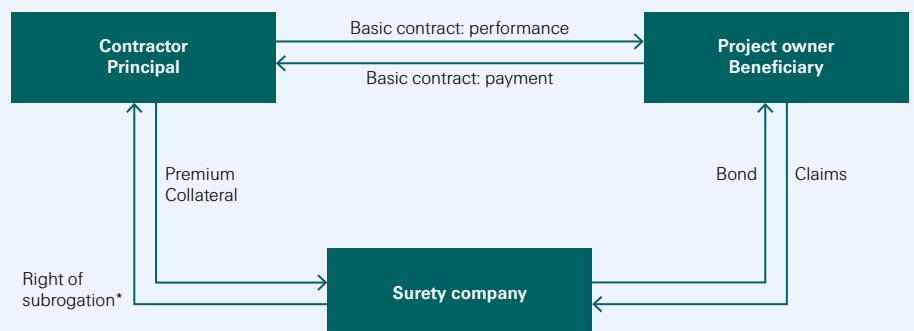 Contractor
Principal
Basic contract: performance
Basic contract: payment
Project owner
Beneficiary
Premium
Collateral
Bond
Claims
Right of
subrogation*
Surety company